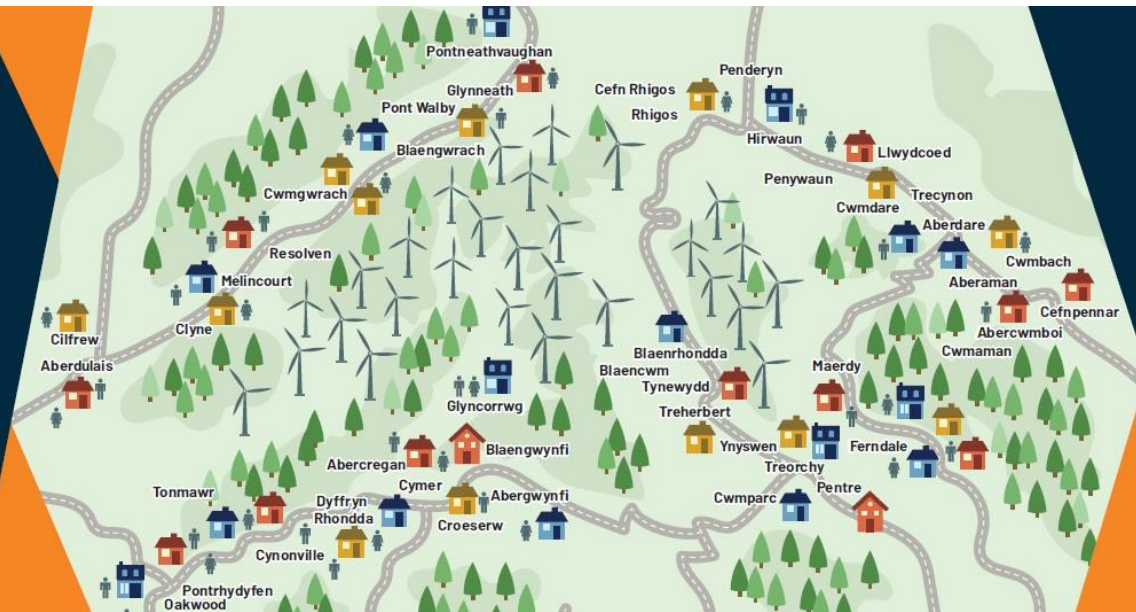 Pontneathvaughan
Penderyn
Glynneath
Cefn Rhigos
Pont Walby
Rhigos
Hirwaun
Blaengwrach
Llwydcoed
Penywaun
Cwmgwrach
Trecynon
Cwmdare
Aberdare
Resolven
Cwmbach
Melincourt
Aberaman
Cefnpennar
Clyne
Abercwmboi
Cilfrew
Cwmaman
Blaenrhondda
Aberdulais
Maerdy
Blaencwm
Tynewydd
Glyncorrwg
Treherbert
Ynyswen
Ferndale
Blaengwynfi
Abercregan
Treorchy
Cymer
Pentre
Tonmawr
Abergwynfi
Cwmparc
Dyffryn
Rhondda
Croeserw
Cynonville
Pontrhydyfen
Oakwood